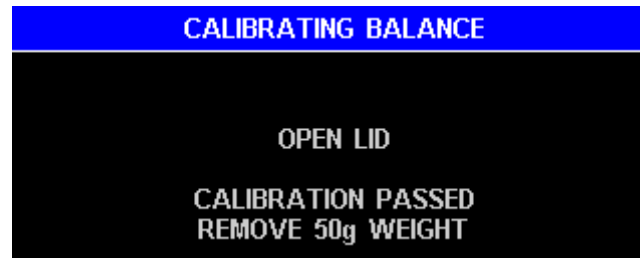 CALIBRATING BALANCE
OPEN LID
CALIBRATION PASSED
REMOVE 50g WEIGHT